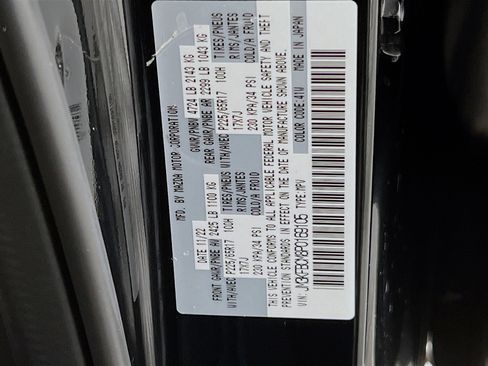 MFD. BY MAZDA MOTOR CORPORATION.
DATE 11/22 GVWR/PNBV 4724 LB 2143 KG
FRONT GAWR/PNBE AV 2425 LB 1100 KG REAR GAWR/PNBE AR 2299 LB 1043 KG
WITH/AVEC P225/65R17 100H TIRES/PNEUS WITH/AVEC P225/65R17 100H TIRES/PNEUS
17X7J RIMS/JANTES 17X7J RIMS/JANTES
230 KPA/34 PSI COLD/A FROID 230 KPA/34 PSI COLD/A FROID
THIS VEHICLE CONFORMS TO ALL APPLICABLE FEDERAL MOTOR VEHICLE SAFETY AND THEFT
PREVENTION STANDARDS IN EFFECT ON THE DATE OF MANUFACTURE SHOWN ABOVE.
VIN: TYPE:MPV COLOR CODE: 41W MADE IN JAPAN